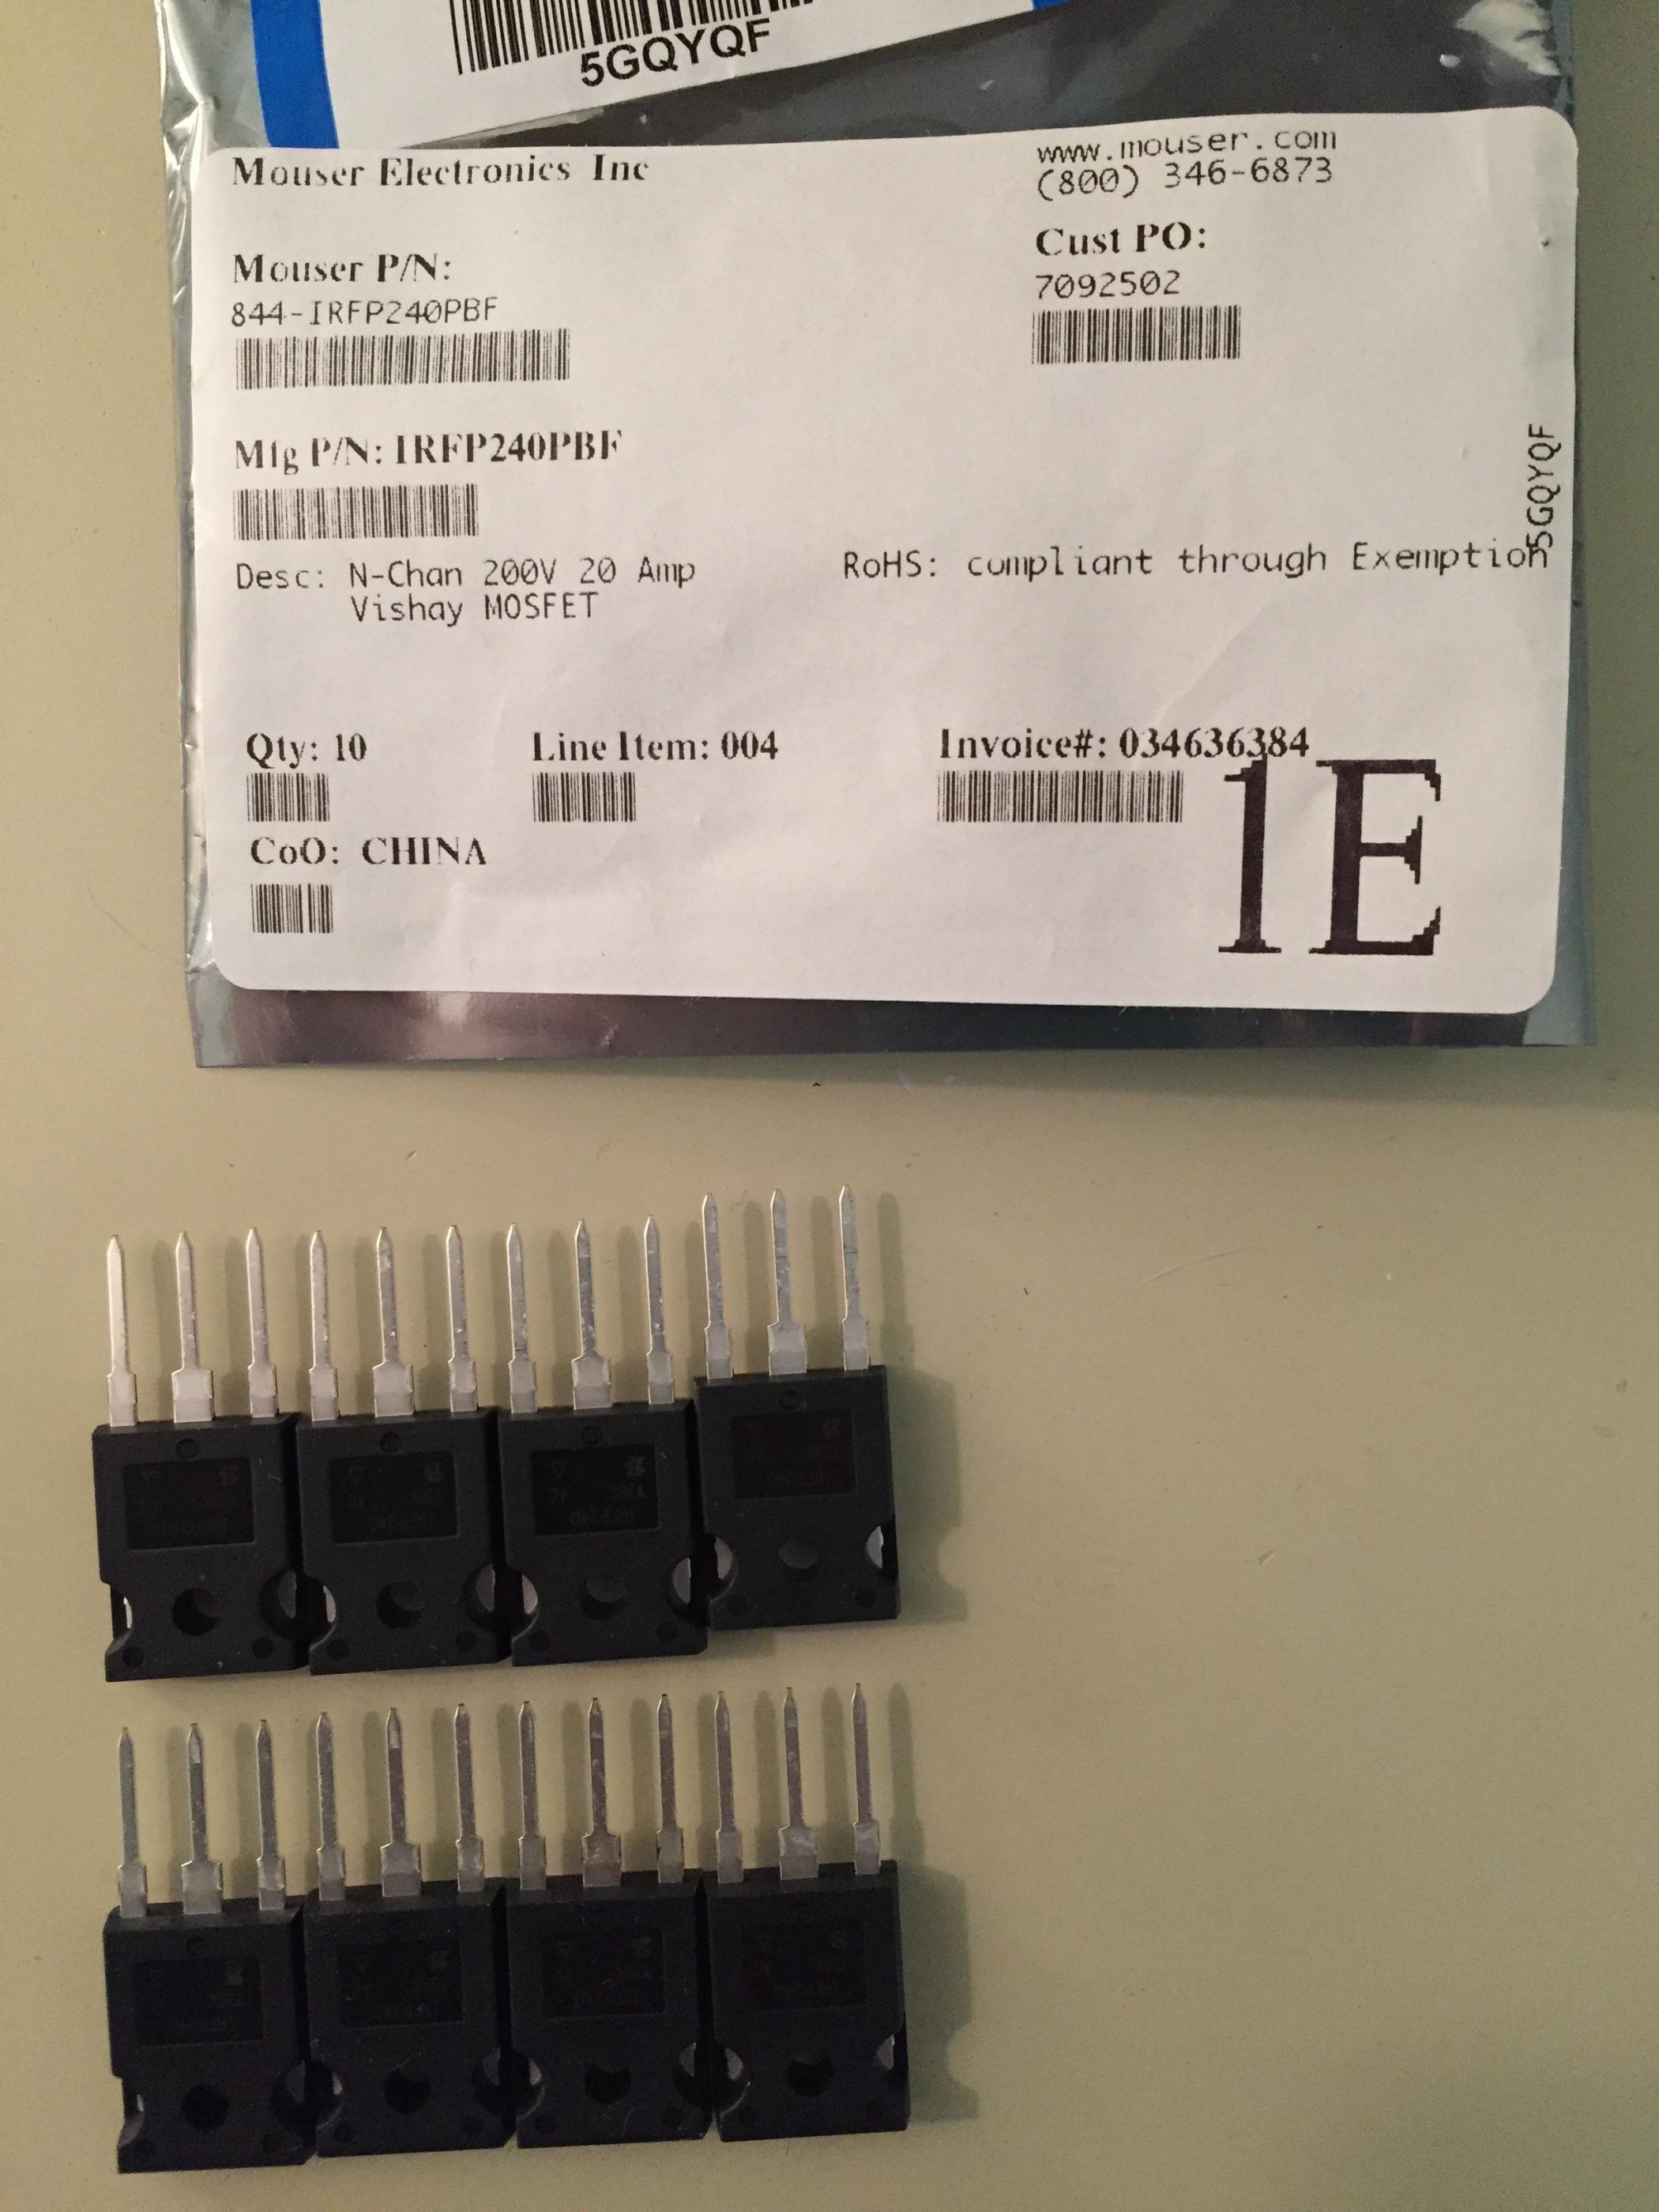 5GQYQF
Mouser Electronics Inc
www.mouser.com
(800) 346-6873
Mouser P/N:
844-IRFP240PBF
Cust PO:
7092502
Mfg P/N: IRFP240PBF
5GQYQF
Desc: N-Chan 200V 20 Amp
Vishay MOSFET
RoHS: compliant through Exemption
Qty: 10
Line Item: 004
Invoice#: 034636384
1E
CoO: CHINA
IRFP240